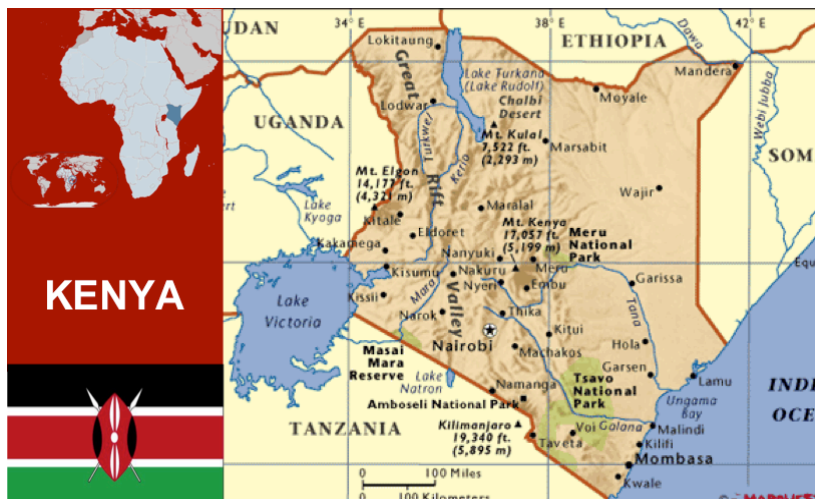 KENYA
34° E
38° E
42° E
UDAN
ETHIOPIA
Dawa
Lokitaung
Mandera
Great
Lake Turkana
(Lake Rudolf)
Moyale
Chalbi
Desert
Lodwar
Webi Jubba
UGANDA
Turkwel
Mt. Kulal
7,522 ft.
(2,293 m)
Marsabit
SOM
Kerio
Mt. Elgon
14,177 ft.
(4,321 m)
Rift
Wajir
Lake
Kyoga
Kitale
Maralal
Mt. Kenya
17,057 ft.
(5,199 m)
Eldoret
Meru
National
Park
Kakamega
Nanyuki
Equ
Kisumu
Nakuru
Meru
Garissa
Nyeri
Embu
Lake
Victoria
Kissii
Mara
Valley
Tana
Narok
Thika
Kitui
Nairobi
Hola
Masai
Mara
Reserve
Machakos
Garsen
Lake
Natron
Tsavo
National
Park
Lamu
INDI
OCE
Namanga
Ungama
Bay
Amboseli National Park
TANZANIA
Kilimanjaro
19,340 ft.
(5,895 m)
Voi
Galana
Malindi
Taveta
Kilifi
Mombasa
0
100 Miles
Kwale
0
100 Kilometers